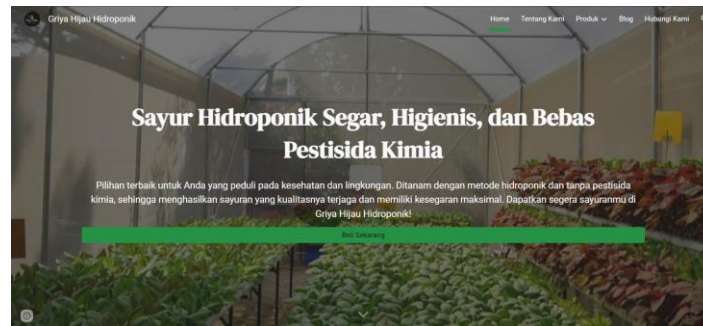 Griya Hijau Hidroponik
Home Tentang Kami Produk Blog Hubungi Kami
Sayur Hidroponik Segar, Higienis, dan Bebas
Pestisida Kimia
Pilihan terbaik untuk Anda yang peduli pada kesehatan dan lingkungan. Ditanam dengan metode hidroponik dan tanpa pestisida
kimia, sehingga menghasilkan sayuran yang kualitasnya terjaga dan memiliki kesegaran maksimal. Dapatkan segera sayuranmu di
Griya Hijau Hidroponik!
Beli Sekarang